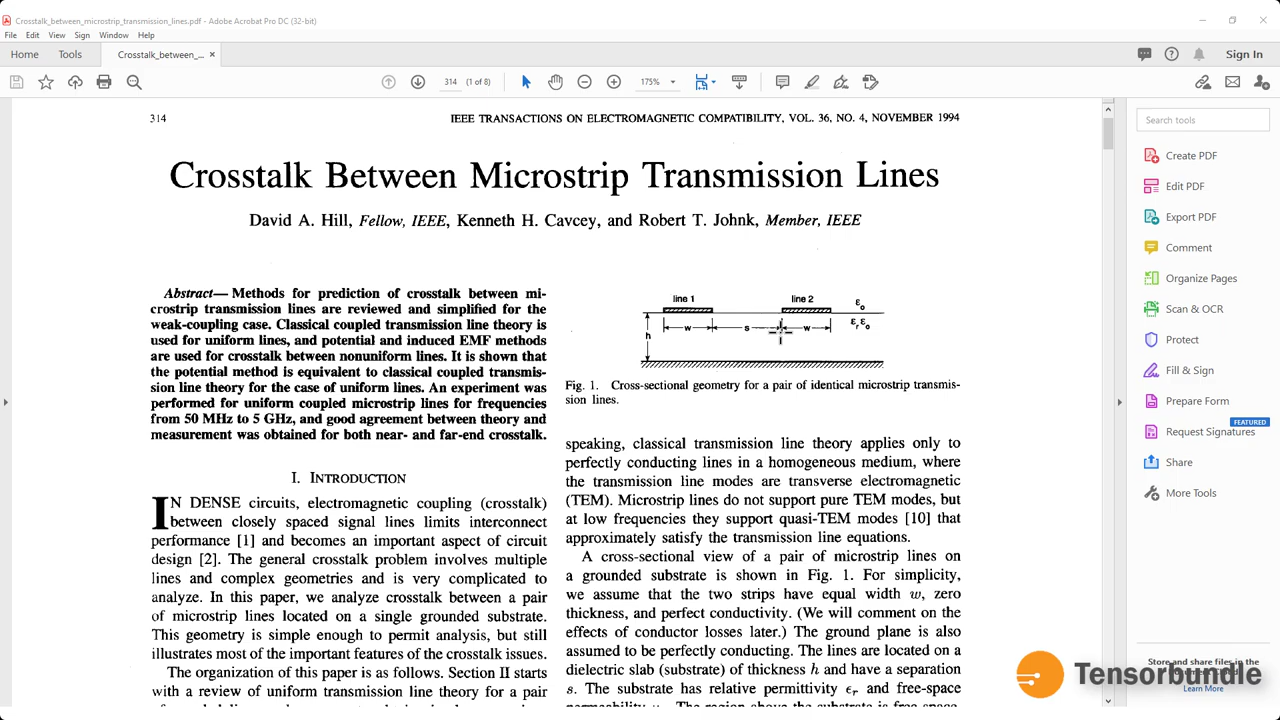 Crosstalk_between_microstrip_transmission_lines.pdf - Adobe Acrobat Pro DC (32-bit)
File Edit View Sign Window Help
Home Tools Crosstalk_between_... × Sign In
314 (1 of 8) 175%
314 IEEE TRANSACTIONS ON ELECTROMAGNETIC COMPATIBILITY, VOL. 36, NO. 4, NOVEMBER 1994
Crosstalk Between Microstrip Transmission Lines
David A. Hill, Fellow, IEEE, Kenneth H. Cavcey, and Robert T. Johnk, Member, IEEE
Abstract— Methods for prediction of crosstalk between mi-
crostrip transmission lines are reviewed and simplified for the
weak-coupling case. Classical coupled transmission line theory is
used for uniform lines, and potential and induced EMF methods
are used for crosstalk between nonuniform lines. It is shown that
the potential method is equivalent to classical coupled transmis-
sion line theory for the case of uniform lines. An experiment was
performed for uniform coupled microstrip lines for frequencies
from 50 MHz to 5 GHz, and good agreement between theory and
measurement was obtained for both near- and far-end crosstalk.
I. INTRODUCTION
IN DENSE circuits, electromagnetic coupling (crosstalk)
between closely spaced signal lines limits interconnect
performance [1] and becomes an important aspect of circuit
design [2]. The general crosstalk problem involves multiple
lines and complex geometries and is very complicated to
analyze. In this paper, we analyze crosstalk between a pair
of microstrip lines located on a single grounded substrate.
This geometry is simple enough to permit analysis, but still
illustrates most of the important features of the crosstalk issues.
The organization of this paper is as follows. Section II starts
with a review of uniform transmission line theory for a pair
line 1 line 2 ε₀
w s w εᵣε₀
h
Fig. 1. Cross-sectional geometry for a pair of identical microstrip transmis-
sion lines.
speaking, classical transmission line theory applies only to
perfectly conducting lines in a homogeneous medium, where
the transmission line modes are transverse electromagnetic
(TEM). Microstrip lines do not support pure TEM modes, but
at low frequencies they support quasi-TEM modes [10] that
approximately satisfy the transmission line equations.
A cross-sectional view of a pair of microstrip lines on
a grounded substrate is shown in Fig. 1. For simplicity,
we assume that the two strips have equal width w, zero
thickness, and perfect conductivity. (We will comment on the
effects of conductor losses later.) The ground plane is also
assumed to be perfectly conducting. The lines are located on a
dielectric slab (substrate) of thickness h and have a separation
s. The substrate has relative permittivity εᵣ and free-space
Search tools
Create PDF
Edit PDF
Export PDF
Comment
Organize Pages
Scan & OCR
Protect
Fill & Sign
Prepare Form
FEATURED
Request Signatures
Share
More Tools
Store and share files in the
Learn More
Tensorbundle